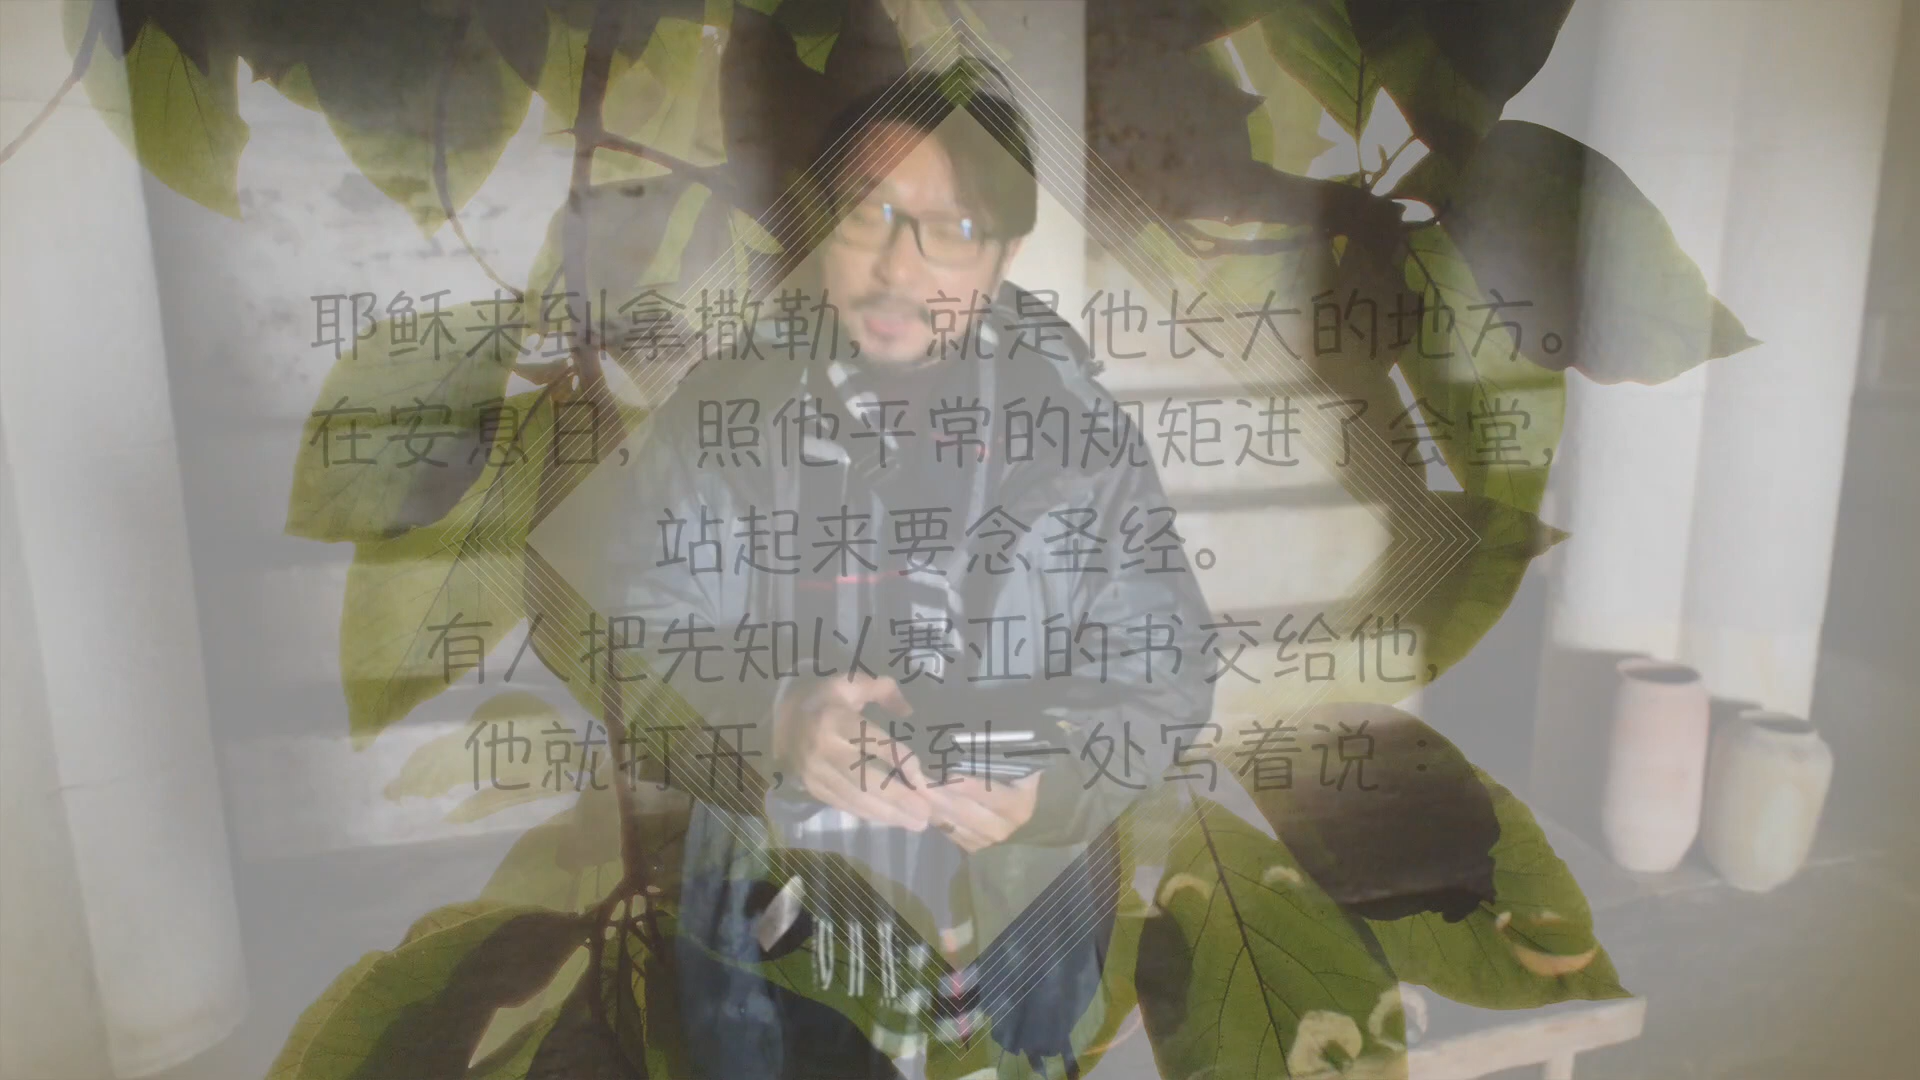 耶稣来到拿撒勒，就是他长大的地方。
在安息日，照他平常的规矩进了会堂，
站起来要念圣经。
有人把先知以赛亚的书交给他，
他就打开，找到一处写着说：